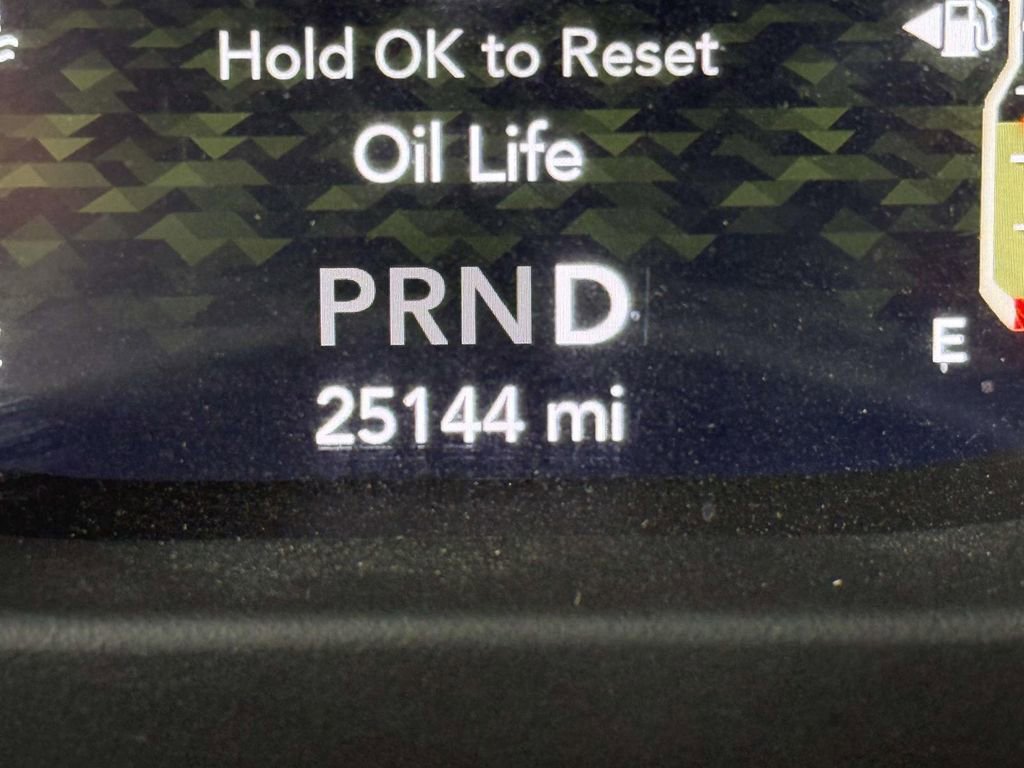 Hold OK to Reset
Oil Life
PRND
E
25144 mi